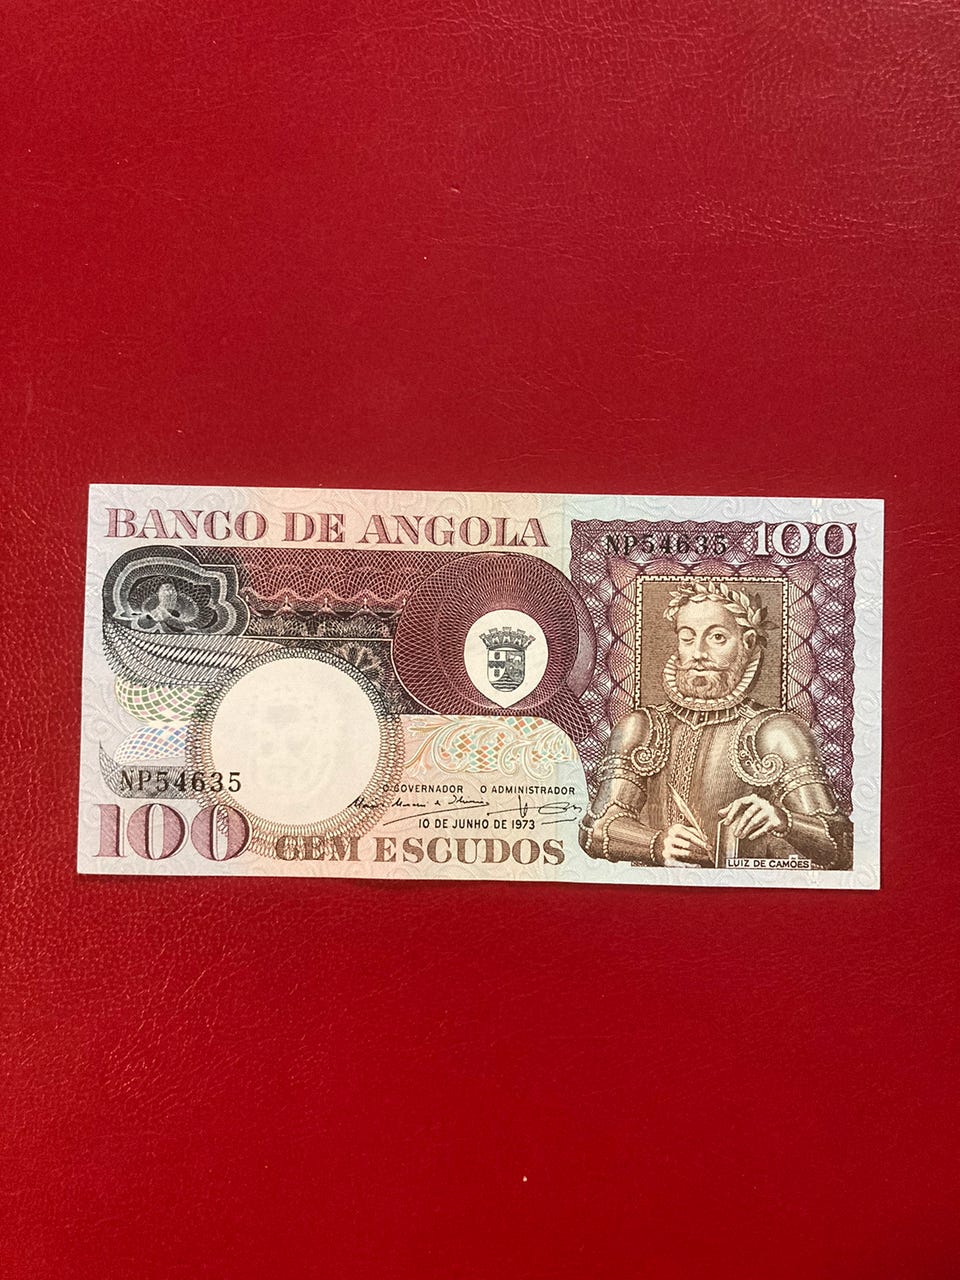 BANCO DE ANGOLA
NP54635 100
NP54635
O GOVERNADOR O ADMINISTRADOR
10 DE JUNHO DE 1973
100 CEM ESCUDOS
LUIZ DE CAMÕES